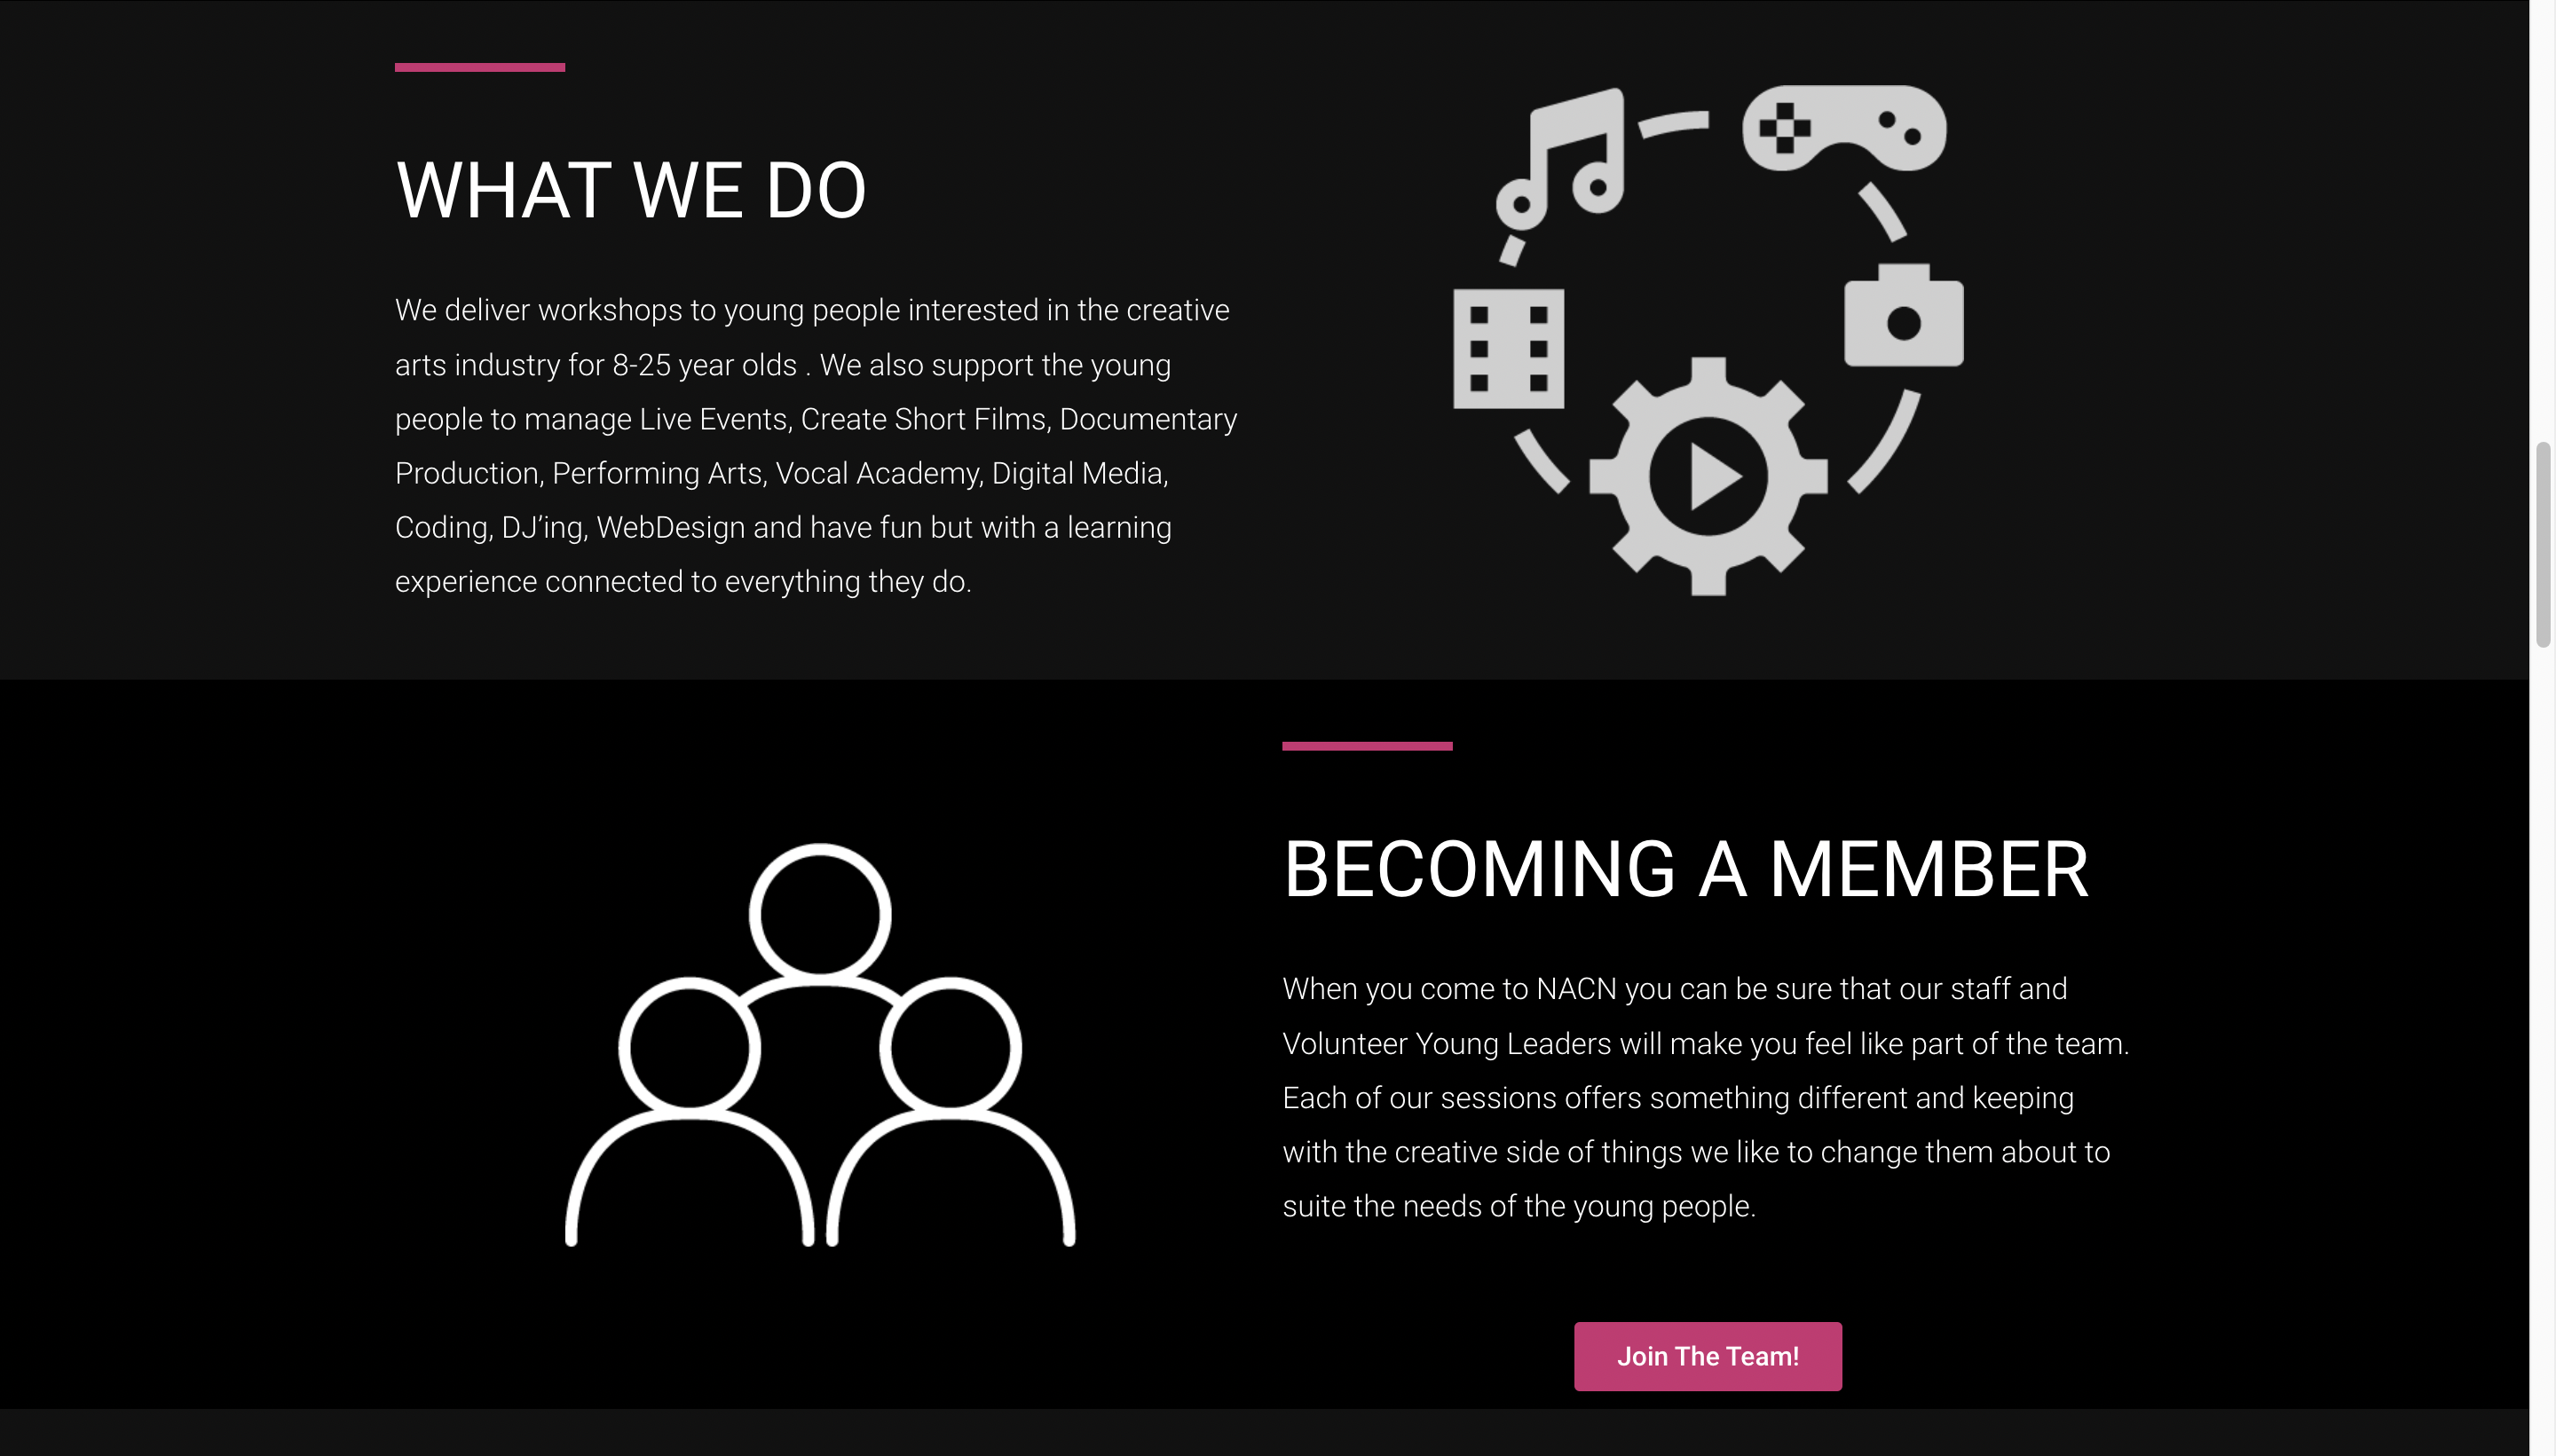 WHAT WE DO
We deliver workshops to young people interested in the creative
arts industry for 8-25 year olds . We also support the young
people to manage Live Events, Create Short Films, Documentary
Production, Performing Arts, Vocal Academy, Digital Media,
Coding, DJ’ing, WebDesign and have fun but with a learning
experience connected to everything they do.
BECOMING A MEMBER
When you come to NACN you can be sure that our staff and
Volunteer Young Leaders will make you feel like part of the team.
Each of our sessions offers something different and keeping
with the creative side of things we like to change them about to
suite the needs of the young people.
Join The Team!